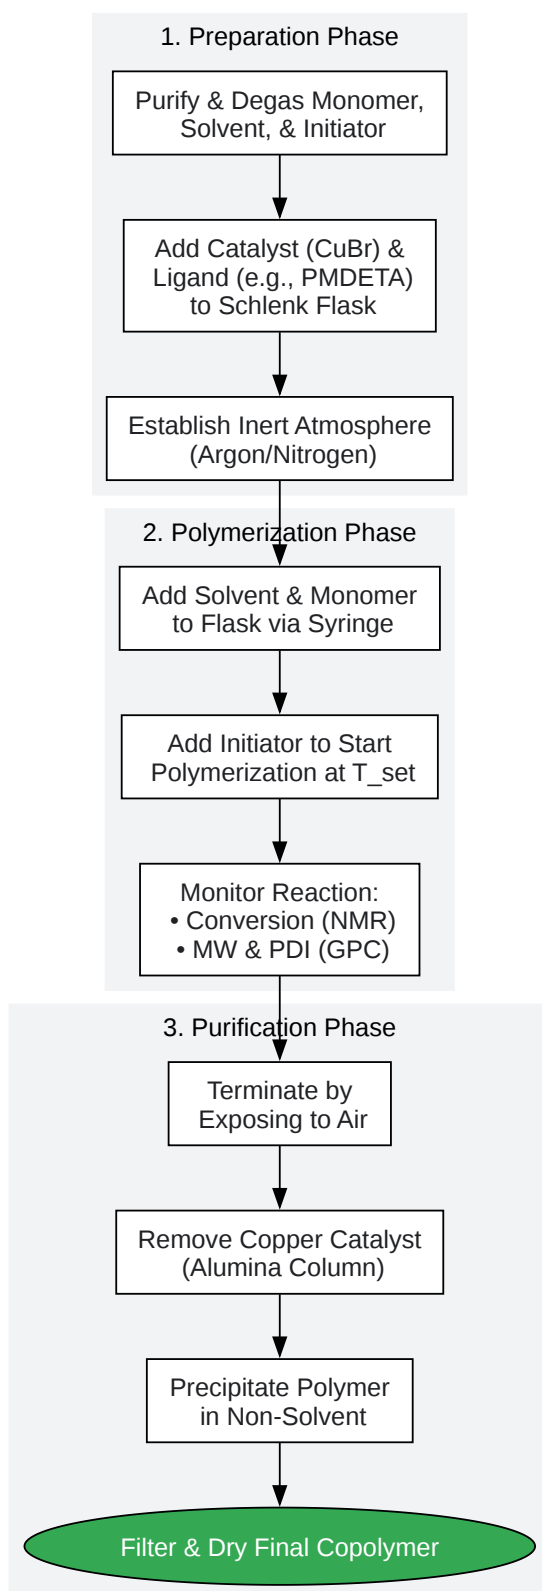 1. Preparation Phase
Purify & Degas Monomer,
Solvent, & Initiator
Add Catalyst (CuBr) &
Ligand (e.g., PMDETA)
to Schlenk Flask
Establish Inert Atmosphere
(Argon/Nitrogen)
2. Polymerization Phase
Add Solvent & Monomer
to Flask via Syringe
Add Initiator to Start
Polymerization at T_set
Monitor Reaction:
• Conversion (NMR)
• MW & PDI (GPC)
3. Purification Phase
Terminate by
Exposing to Air
Remove Copper Catalyst
(Alumina Column)
Precipitate Polymer
in Non-Solvent
Filter & Dry Final Copolymer